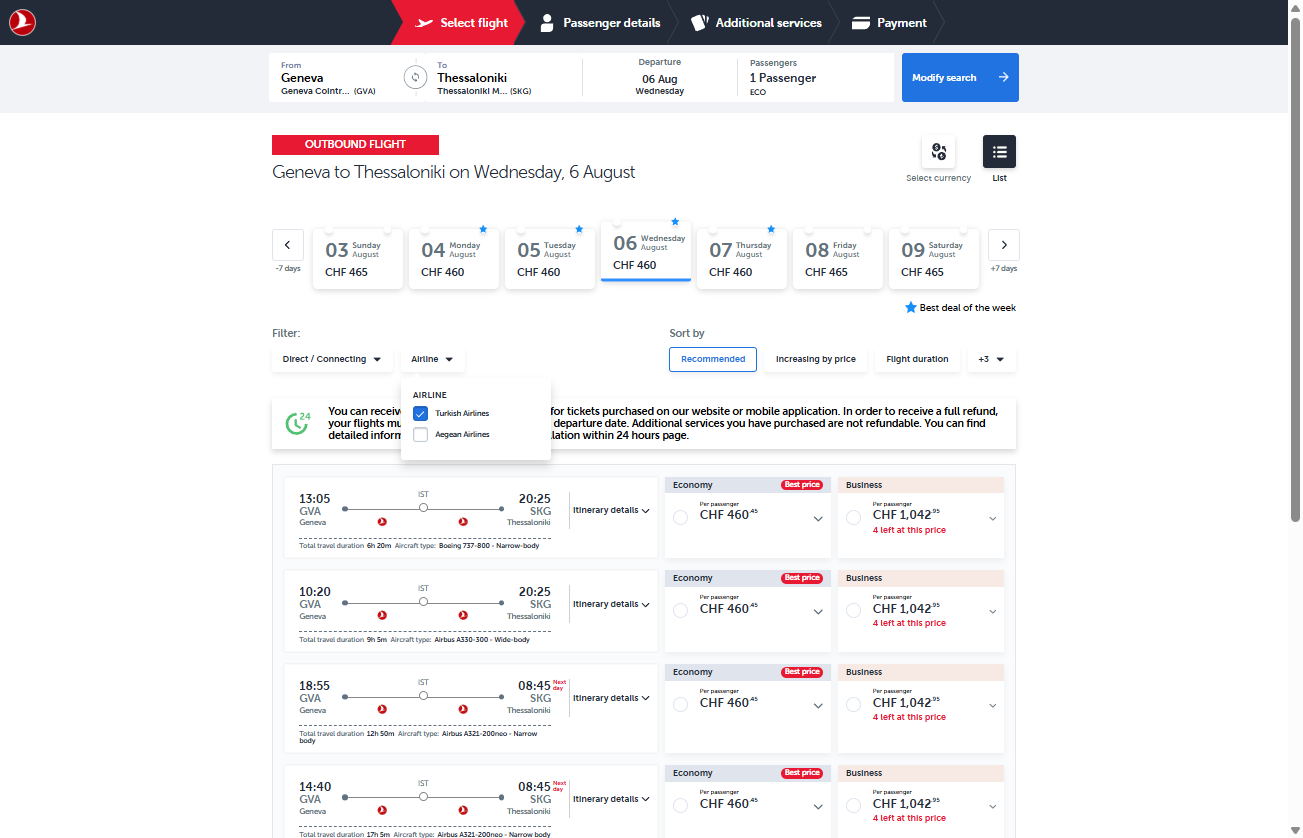 Select flight
Passenger details
Additional services
Payment
From
Geneva
Geneva Cointr... (GVA)
To
Thessaloniki
Thessaloniki M... (SKG)
Departure
06 Aug
Wednesday
Passengers
1 Passenger
ECO
Modify search
OUTBOUND FLIGHT
Geneva to Thessaloniki on Wednesday, 6 August
Select currency
List
-7 days
03 Sunday August
CHF 465
04 Monday August
CHF 460
05 Tuesday August
CHF 460
06 Wednesday August
CHF 460
07 Thursday August
CHF 460
08 Friday August
CHF 465
09 Saturday August
CHF 465
+7 days
Best deal of the week
Filter:
Direct / Connecting
Airline
Sort by
Recommended
Increasing by price
Flight duration
+3
AIRLINE
Turkish Airlines
Aegean Airlines
24
You can receiv for tickets purchased on our website or mobile application. In order to receive a full refund,
your flights mu departure date. Additional services you have purchased are not refundable. You can find
detailed inform llation within 24 hours page.
13:05
GVA
Geneva
IST
20:25
SKG
Thessaloniki
Itinerary details
Total travel duration 6h 20m Aircraft type: Boeing 737-800 - Narrow-body
Economy
Best price
Per passenger
CHF 460.45
Business
Per passenger
CHF 1,042.95
4 left at this price
10:20
GVA
Geneva
IST
20:25
SKG
Thessaloniki
Itinerary details
Total travel duration 9h 5m Aircraft type: Airbus A330-300 - Wide-body
Economy
Best price
Per passenger
CHF 460.45
Business
Per passenger
CHF 1,042.95
4 left at this price
18:55
GVA
Geneva
IST
08:45 Next day
SKG
Thessaloniki
Itinerary details
Total travel duration 12h 50m Aircraft type: Airbus A321-200neo - Narrow
body
Economy
Best price
Per passenger
CHF 460.45
Business
Per passenger
CHF 1,042.95
4 left at this price
14:40
GVA
Geneva
IST
08:45 Next day
SKG
Thessaloniki
Itinerary details
Total travel duration 17h 5m Aircraft type: Airbus A321-200neo - Narrow body
Economy
Best price
Per passenger
CHF 460.45
Business
Per passenger
CHF 1,042.95
4 left at this price